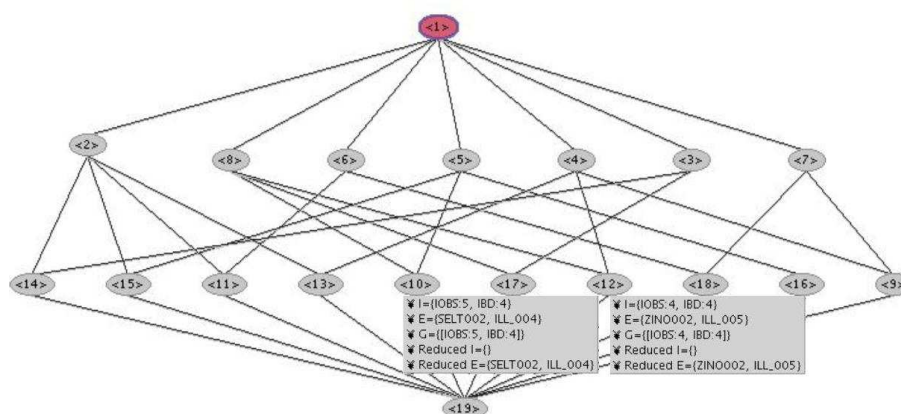 <1>
<2>
<8> <6> <5> <4> <3> <7>
<14> <15> <11> <13> <10> <17> <12> <18> <16> <9>
I={IOBS:5, IBD:4}
E={SELT002, ILL_004}
G={[IOBS:5, IBD:4]}
Reduced I={}
Reduced E={SELT002, ILL_004}
I={IOBS:4, IBD:4}
E={ZINO002, ILL_005}
G={[IOBS:4, IBD:4]}
Reduced I={}
Reduced E={ZINO002, ILL_005}
<19>